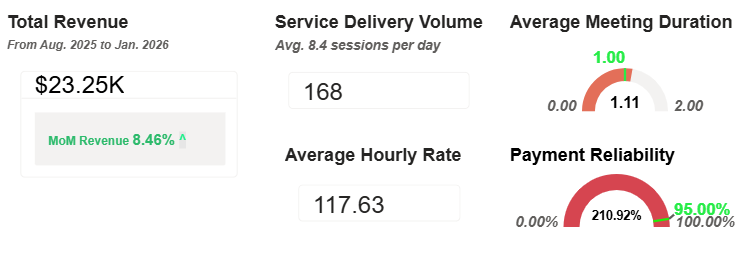 Total Revenue
From Aug. 2025 to Jan. 2026
$23.25K
MoM Revenue 8.46% ^
Service Delivery Volume
Avg. 8.4 sessions per day
168
Average Hourly Rate
117.63
Average Meeting Duration
1.00
0.00
1.11
2.00
Payment Reliability
95.00%
0.00%
210.92%
100.00%